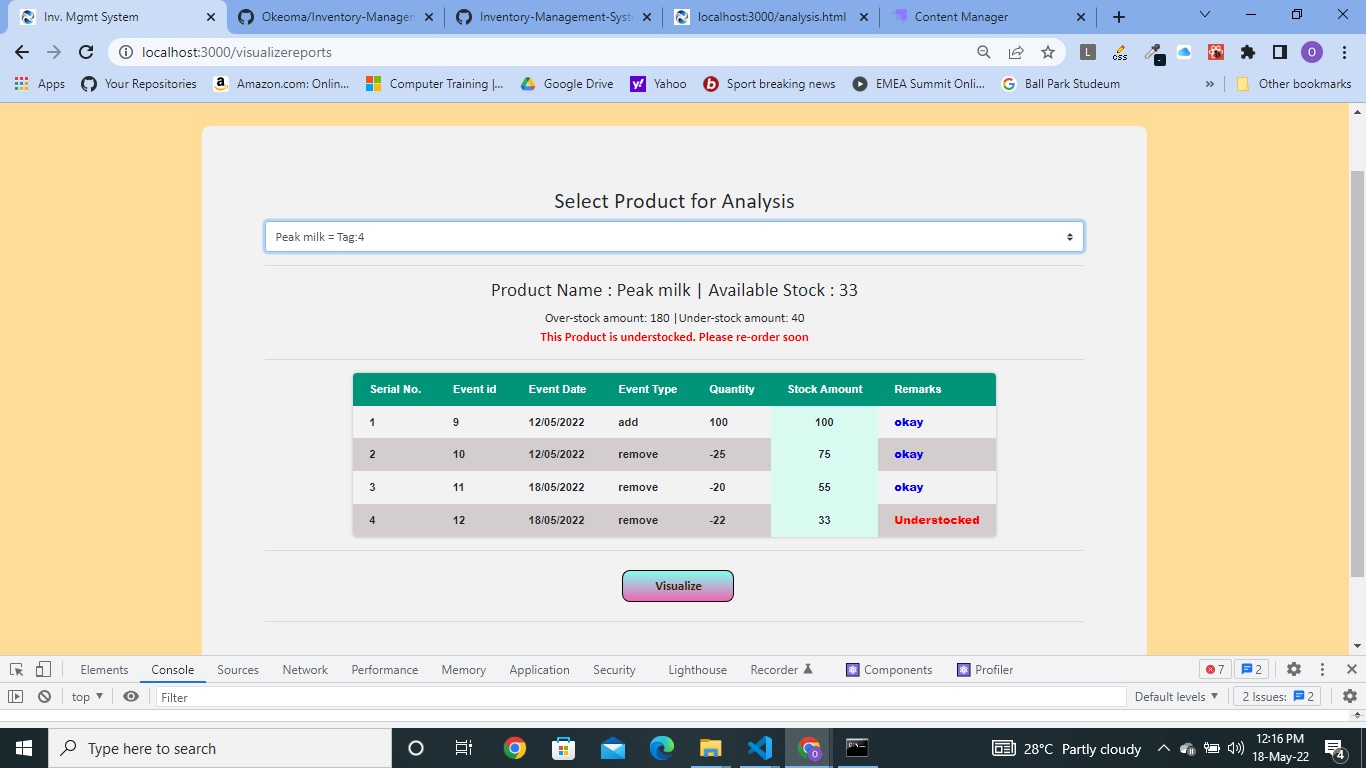 Inv. Mgmt System
Okeoma/Inventory-Managem
Inventory-Management-Syst
localhost:3000/analysis.html
Content Manager
localhost:3000/visualizereports
L
css
O
Apps
Your Repositories
Amazon.com: Onlin...
Computer Training |...
Google Drive
Yahoo
Sport breaking news
EMEA Summit Onli...
Ball Park Studeum
»
Other bookmarks
Select Product for Analysis
Peak milk = Tag:4
Product Name : Peak milk | Available Stock : 33
Over-stock amount: 180 |Under-stock amount: 40
This Product is understocked. Please re-order soon
Serial No. Event id Event Date Event Type Quantity Stock Amount Remarks
1 9 12/05/2022 add 100 100 okay
2 10 12/05/2022 remove -25 75 okay
3 11 18/05/2022 remove -20 55 okay
4 12 18/05/2022 remove -22 33 Understocked
Visualize
Elements Console Sources Network Performance Memory Application Security Lighthouse Recorder Components Profiler 7 2
top Filter Default levels 2 Issues: 2
Type here to search
28°C Partly cloudy
12:16 PM
18-May-22
4